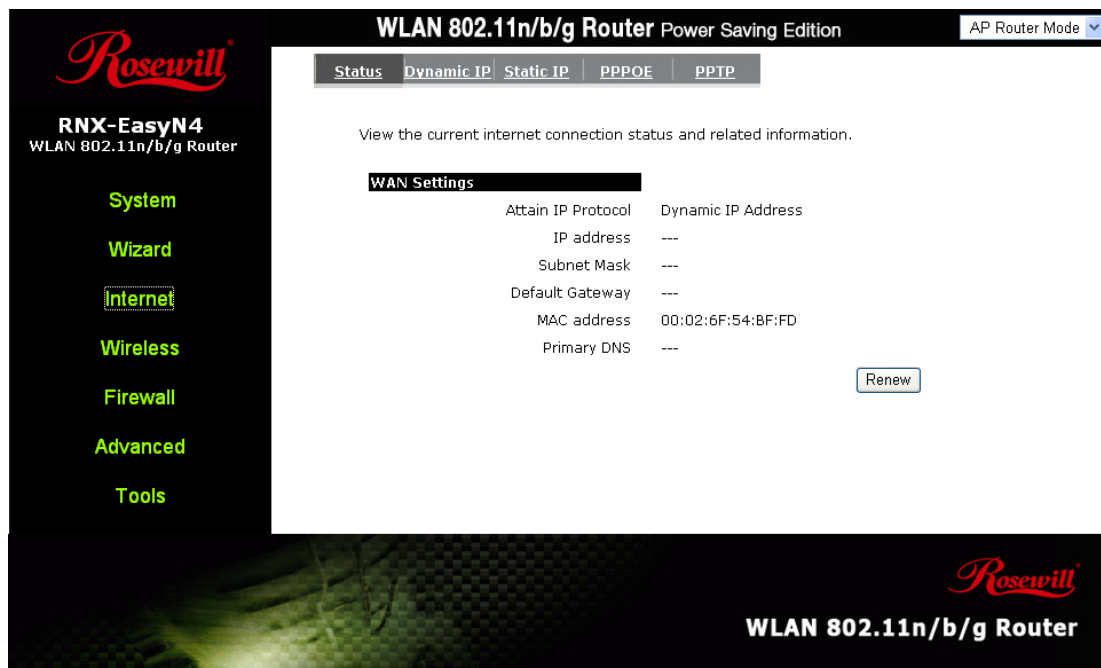 WLAN 802.11n/b/g Router Power Saving Edition
AP Router Mode
Rosewill®
RNX-EasyN4
WLAN 802.11n/b/g Router
System
Wizard
Internet
Wireless
Firewall
Advanced
Tools
Status Dynamic IP Static IP PPPOE PPTP
View the current internet connection status and related information.
WAN Settings
Attain IP Protocol Dynamic IP Address
IP address ---
Subnet Mask ---
Default Gateway ---
MAC address 00:02:6F:54:BF:FD
Primary DNS ---
Renew
Rosewill
WLAN 802.11n/b/g Router